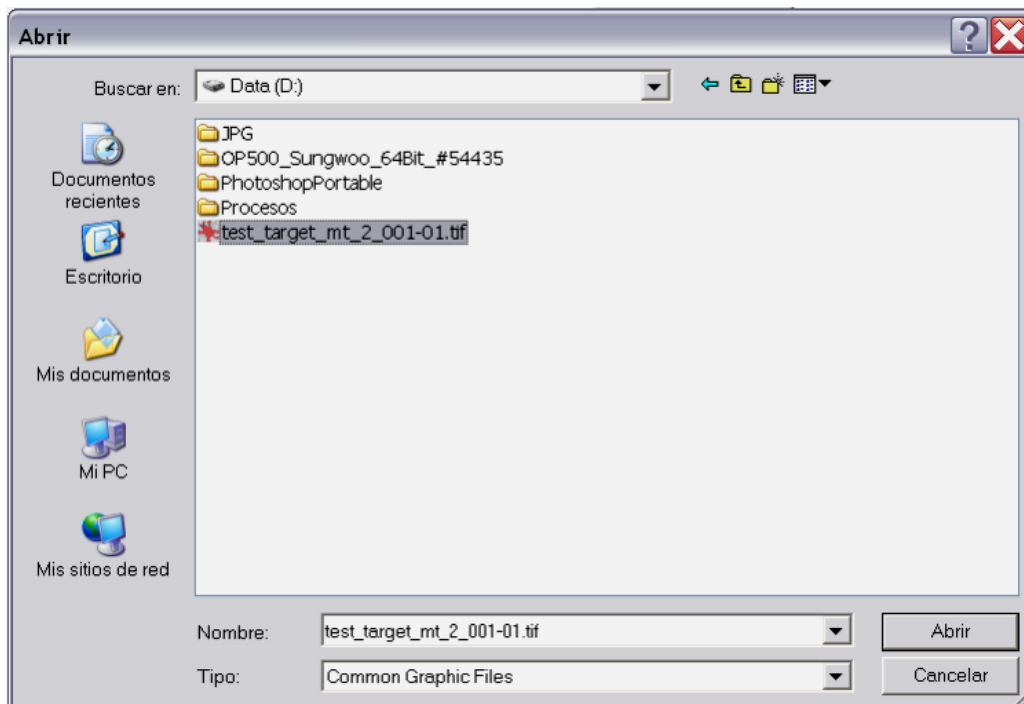 Abrir
Buscar en:
Data (D:)
Documentos
recientes
Escritorio
Mis documentos
Mi PC
Mis sitios de red
JPG
OP500_Sungwoo_64Bit_#54435
PhotoshopPortable
Procesos
test_target_mt_2_001-01.tif
Nombre:
test_target_mt_2_001-01.tif
Abrir
Tipo:
Common Graphic Files
Cancelar